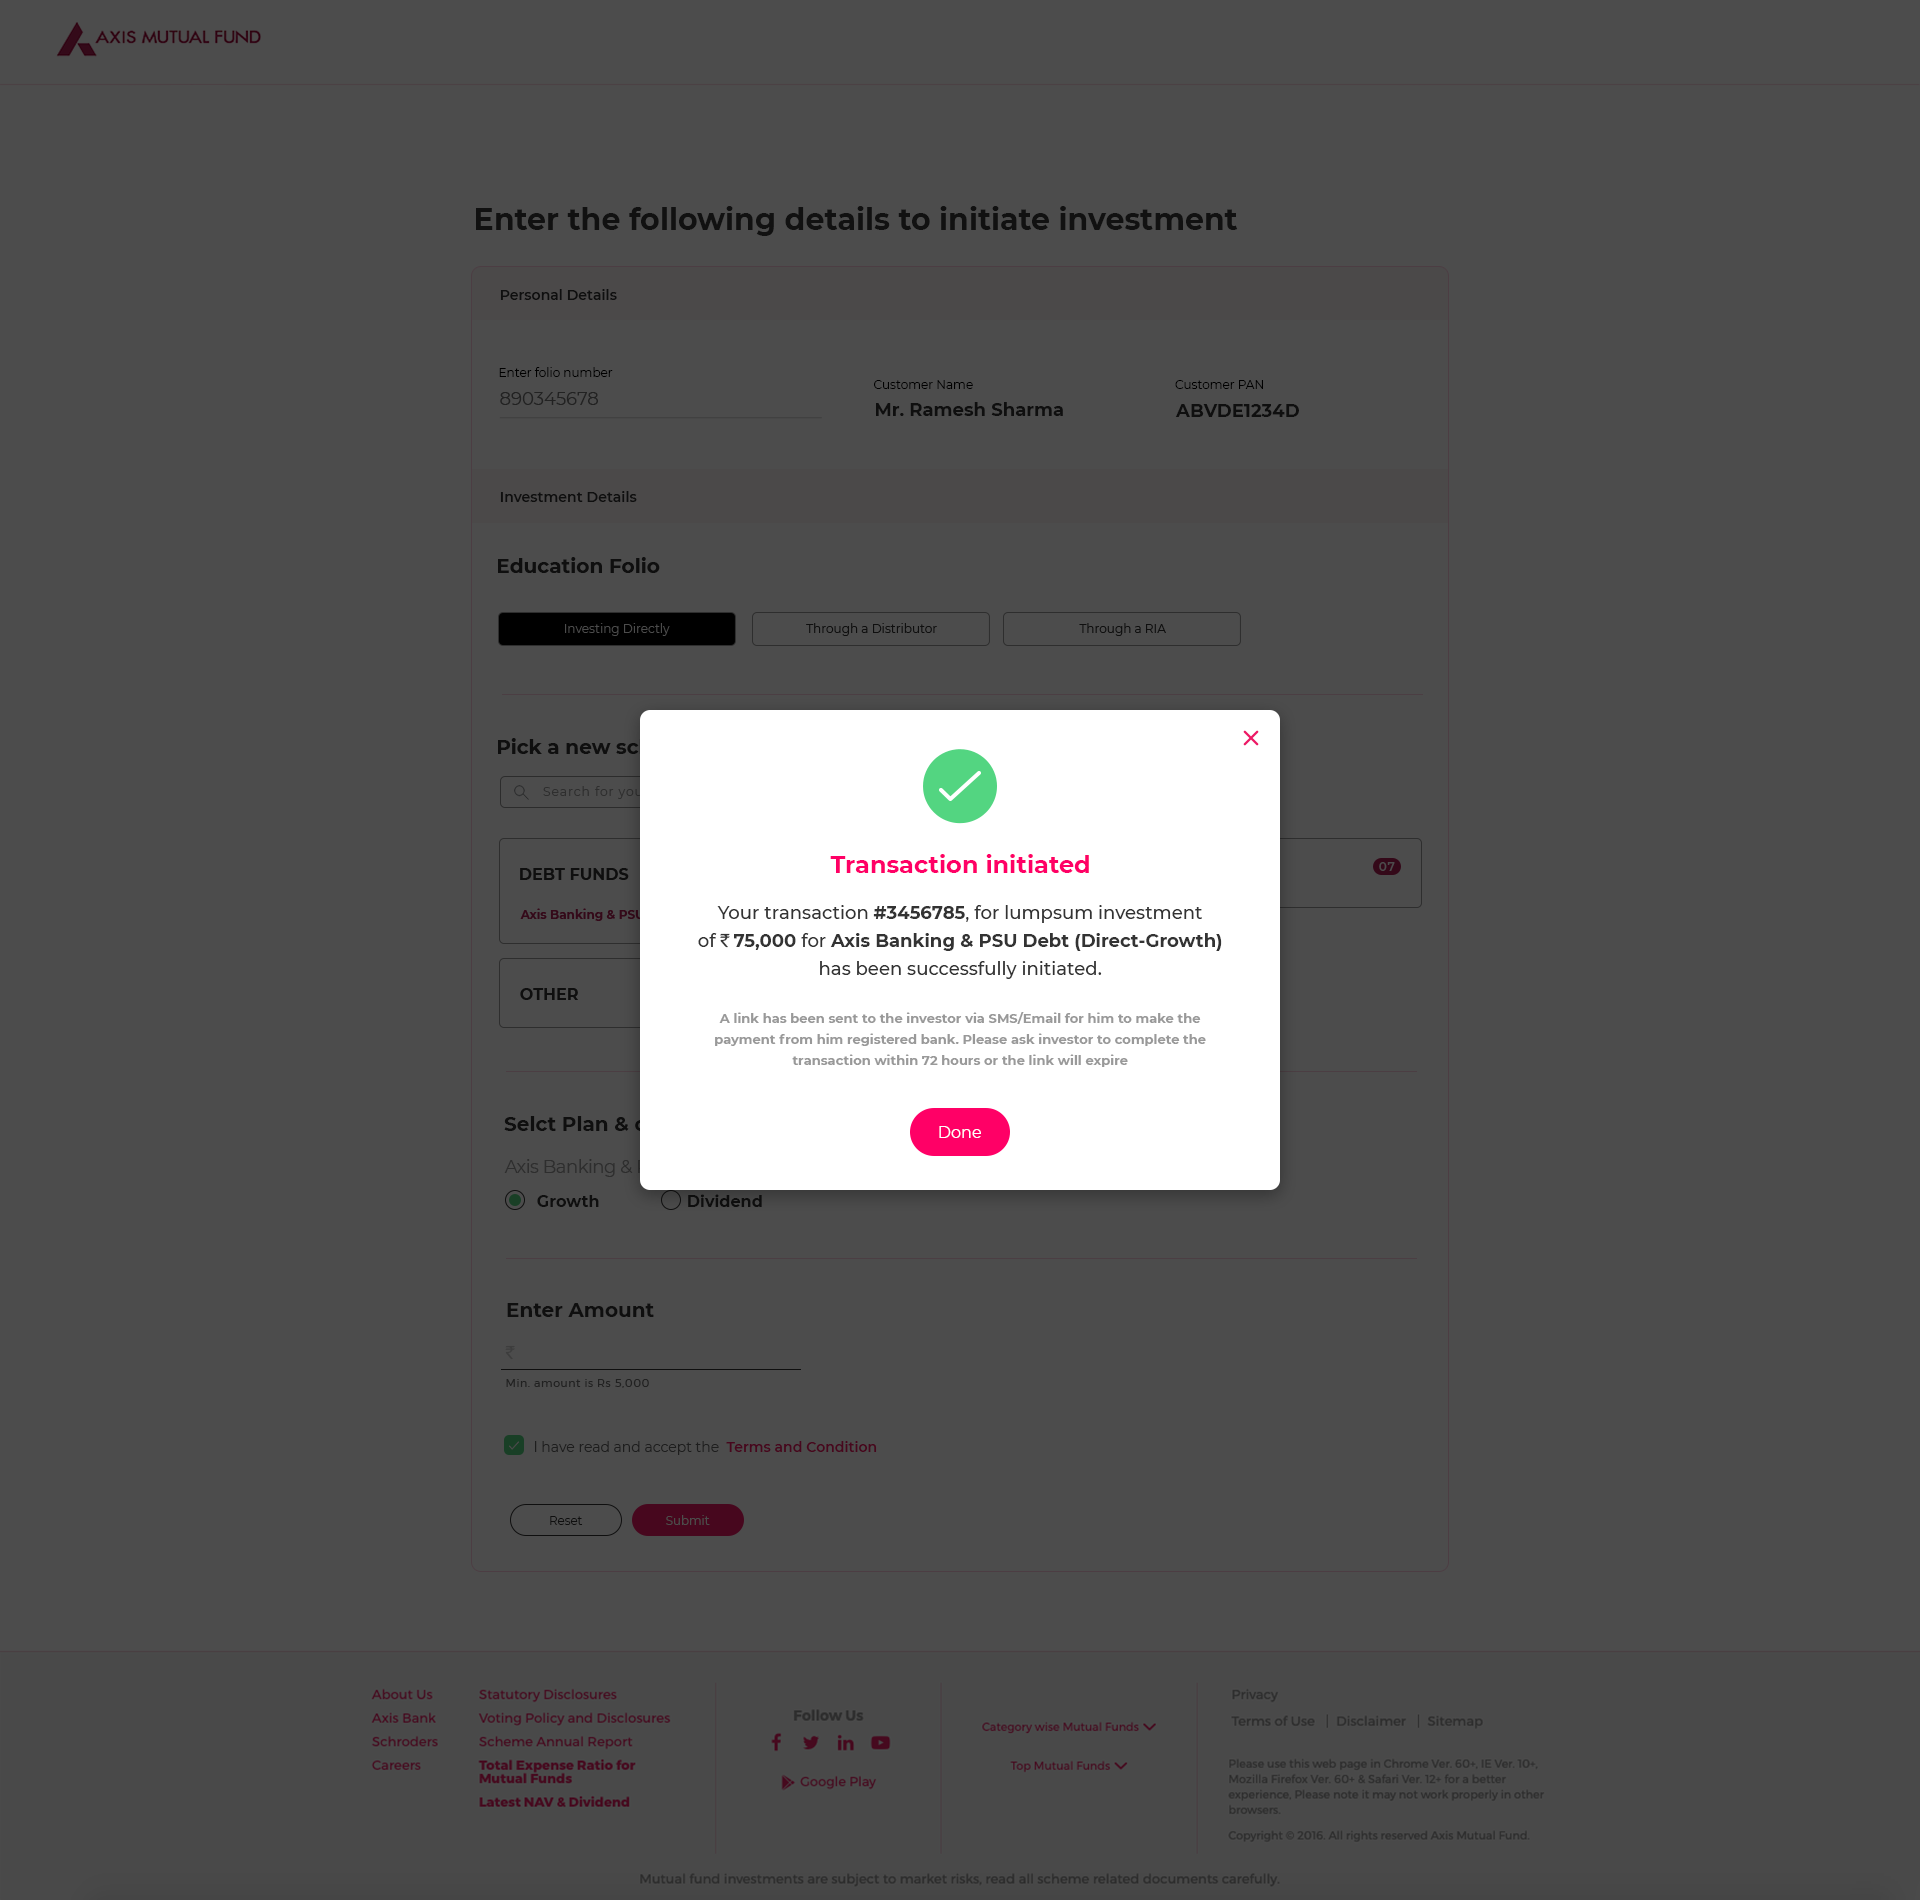 AXIS MUTUAL FUND
Enter the following details to initiate investment
Personal Details
Enter folio number
890345678
Customer Name
Mr. Ramesh Sharma
Customer PAN
ABVDE1234D
Investment Details
Education Folio
Investing Directly
Through a Distributor
Through a RIA
Pick a new
Search for
DEBT FUNDS
Axis Banking & PSU
07
OTHER
Transaction initiated
Your transaction #3456785, for lumpsum investment
of ₹ 75,000 for Axis Banking & PSU Debt (Direct-Growth)
has been successfully initiated.
A link has been sent to the investor via SMS/Email for him to make the
payment from him registered bank. Please ask investor to complete the
transaction within 72 hours or the link will expire
Done
Selct Plan &
Axis Banking &
Growth
Dividend
Enter Amount
₹
Min. amount is Rs 5,000
I have read and accept the Terms and Condition
Reset
Submit
About Us
Axis Bank
Schroders
Careers
Statutory Disclosures
Voting Policy and Disclosures
Scheme Annual Report
Total Expense Ratio for
Mutual Funds
Latest NAV & Dividend
Follow Us
Google Play
Category wise Mutual Funds
Top Mutual Funds
Privacy
Terms of Use | Disclaimer | Sitemap
Please use this web page in Chrome Ver. 60+, IE Ver. 10+,
Mozilla Firefox Ver. 60+ & Safari Ver. 12+ for a better
experience, Please note it may not work properly in other
browsers.
Copyright © 2016. All rights reserved Axis Mutual Fund.
Mutual fund investments are subject to market risks, read all scheme related documents carefully.